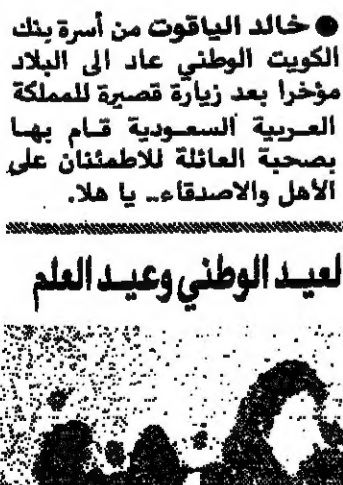 ● خالد الياقوت من أسرة بنك
الكويت الوطني عاد الى البلاد
مؤخرا بعد زيارة قصيرة للمملكة
العربية السعودية قام بها
بصحبة العائلة للاطمئنان على
الأهل والاصدقاء.. يا هلا.
لعيد الوطني وعيد العلم